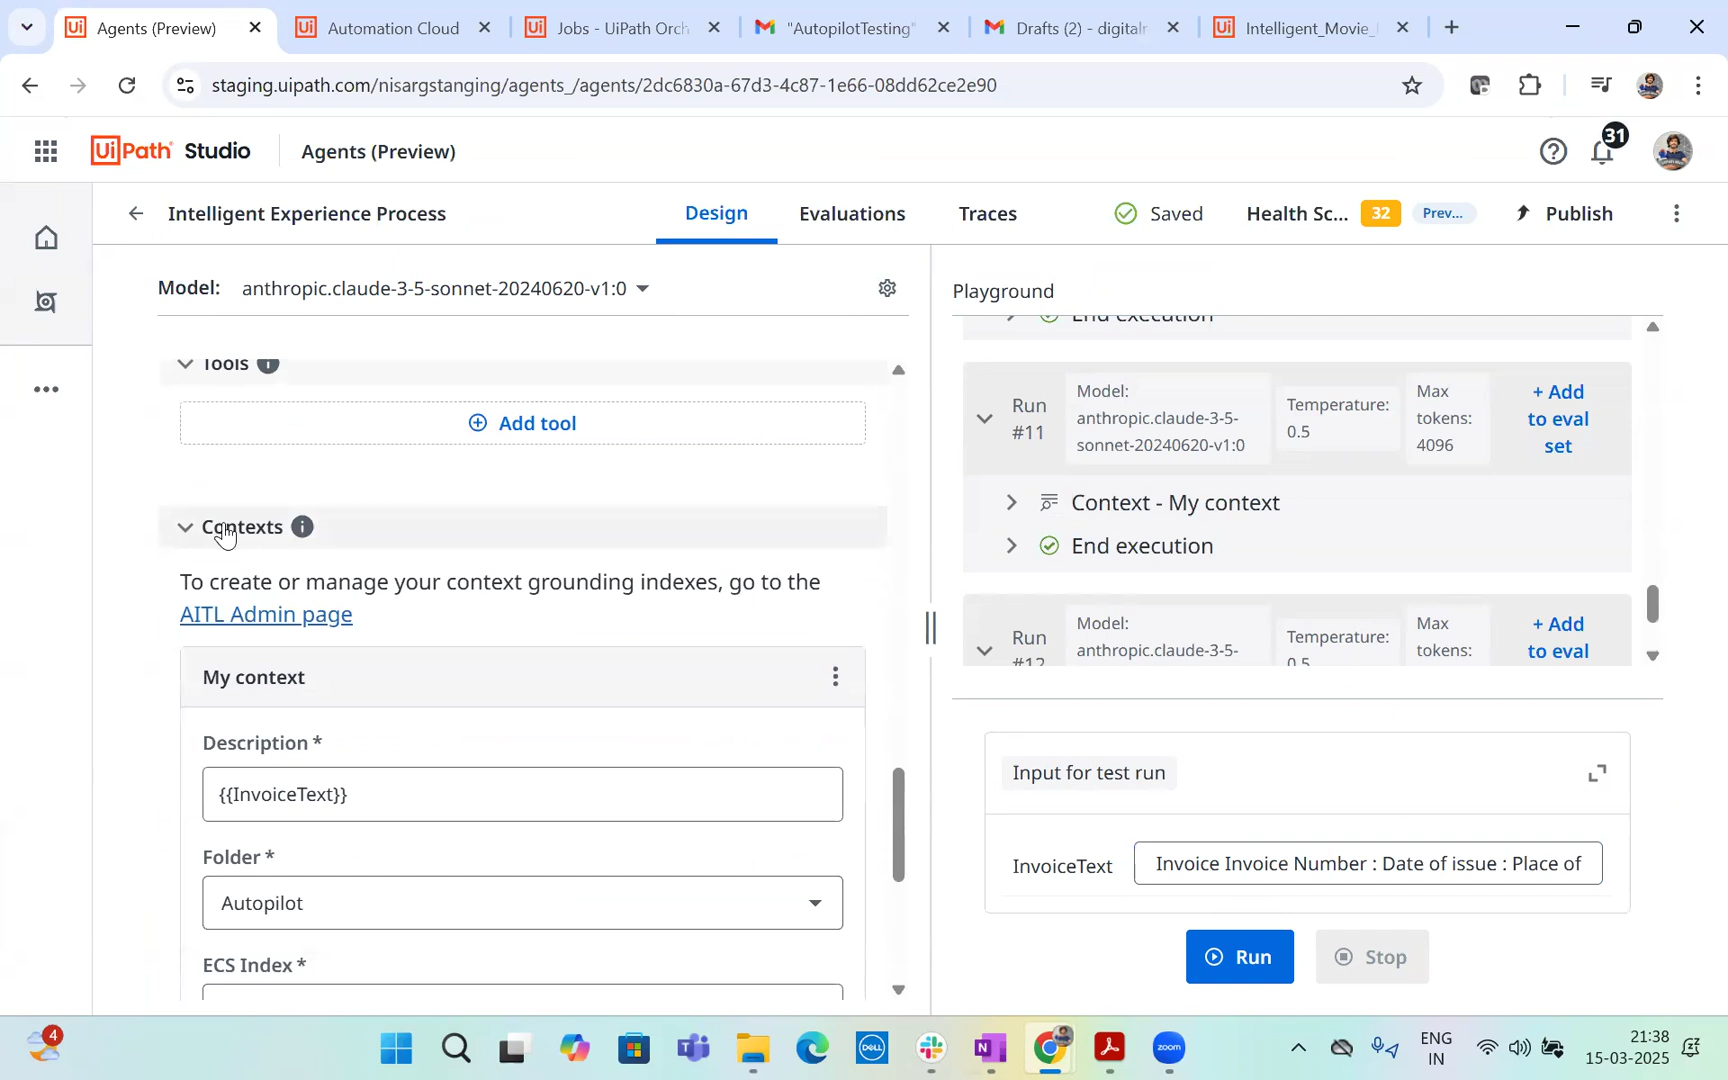 Agents (Preview)
Automation Cloud
Jobs - UiPath Orch
"AutopilotTesting"
Drafts (2) - digitalr
Intelligent_Movie_
staging.uipath.com/nisargstanging/agents_/agents/2dc6830a-67d3-4c87-1e66-08dd62ce2e90
UiPath Studio
Agents (Preview)
31
Intelligent Experience Process
Design
Evaluations
Traces
Saved
Health Sc...
32
Prev...
Publish
Model: anthropic.claude-3-5-sonnet-20240620-v1:0
Tools
Add tool
Contexts
To create or manage your context grounding indexes, go to the
AITL Admin page
My context
Description *
{{InvoiceText}}
Folder *
Autopilot
ECS Index *
Playground
End execution
Run
#11
Model:
anthropic.claude-3-5-
sonnet-20240620-v1:0
Temperature:
0.5
Max
tokens:
4096
+ Add
to eval
set
Context - My context
End execution
Run
#12
Model:
anthropic.claude-3-5-
Temperature:
0.5
Max
tokens:
+ Add
to eval
Input for test run
InvoiceText
Invoice Invoice Number : Date of issue : Place of
Run
Stop
4
DELL
zoom
ENG
IN
21:38
15-03-2025